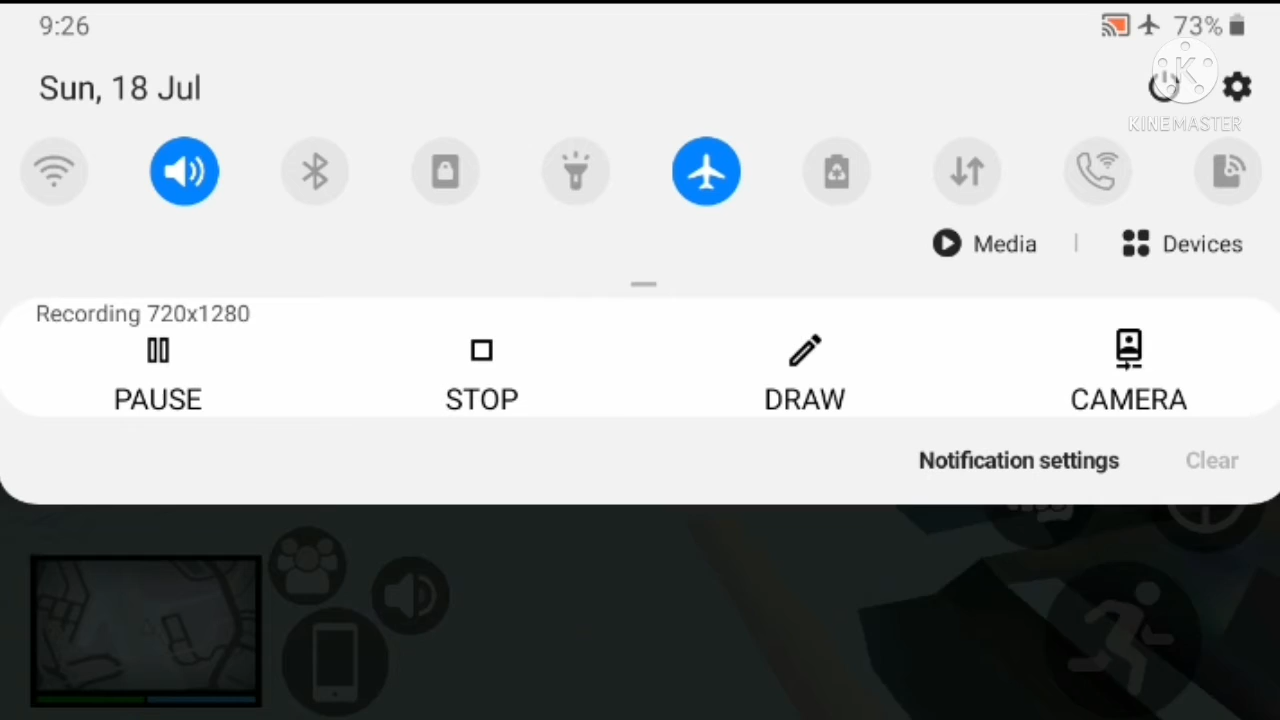 9:26
73%
Sun, 18 Jul
K
KINEMASTER
Media
Devices
Recording 720x1280
PAUSE
STOP
DRAW
CAMERA
Notification settings
Clear